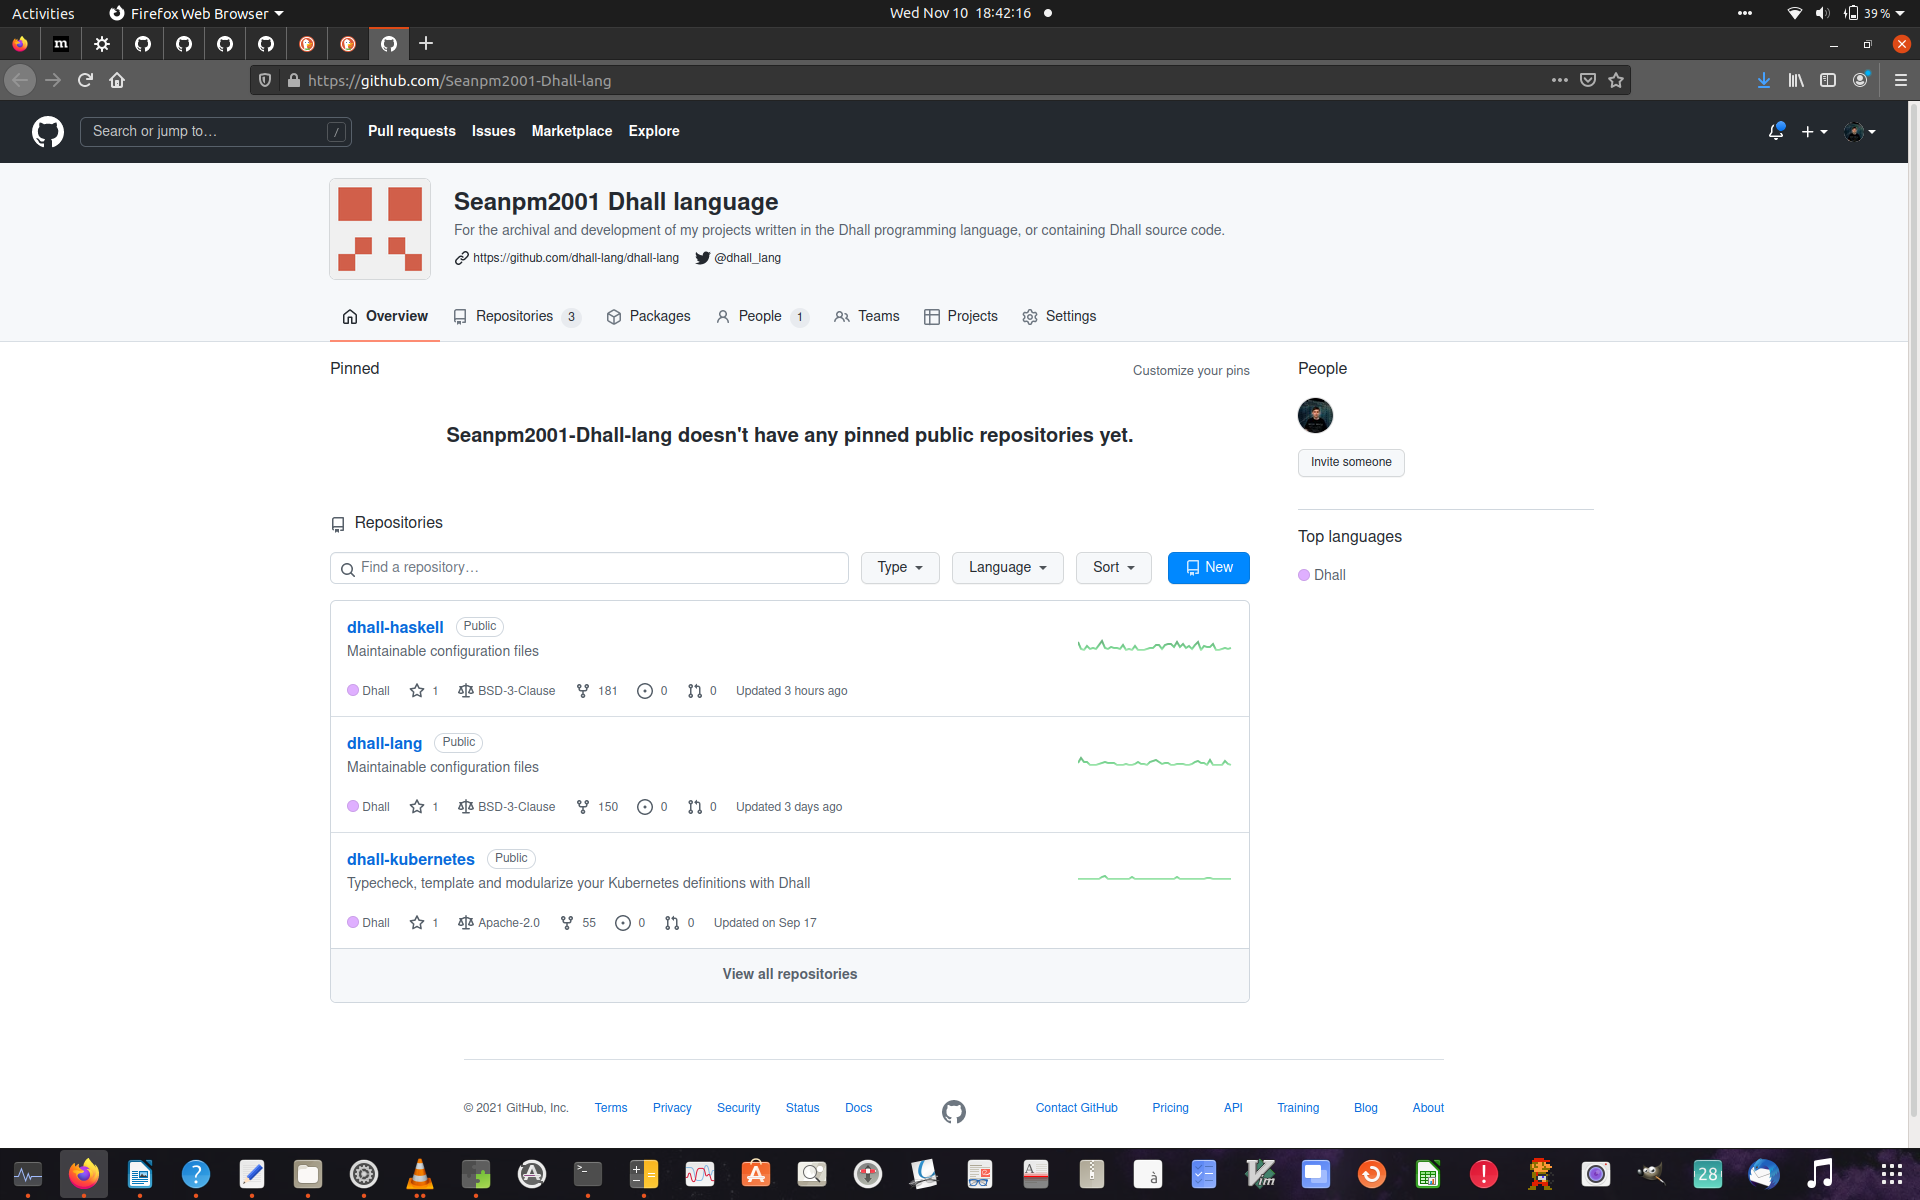 Activities Firefox Web Browser Wed Nov 10 18:42:16 39 %
m
https://github.com/Seanpm2001-Dhall-lang
Search or jump to… / Pull requests Issues Marketplace Explore
Seanpm2001 Dhall language
For the archival and development of my projects written in the Dhall programming language, or containing Dhall source code.
https://github.com/dhall-lang/dhall-lang @dhall_lang
Overview Repositories 3 Packages People 1 Teams Projects Settings
Pinned Customize your pins People
Seanpm2001-Dhall-lang doesn't have any pinned public repositories yet.
Invite someone
Repositories
Top languages
Find a repository… Type Language Sort New
Dhall
dhall-haskell Public
Maintainable configuration files
Dhall 1 BSD-3-Clause 181 0 0 Updated 3 hours ago
dhall-lang Public
Maintainable configuration files
Dhall 1 BSD-3-Clause 150 0 0 Updated 3 days ago
dhall-kubernetes Public
Typecheck, template and modularize your Kubernetes definitions with Dhall
Dhall 1 Apache-2.0 55 0 0 Updated on Sep 17
View all repositories
© 2021 GitHub, Inc. Terms Privacy Security Status Docs Contact GitHub Pricing API Training Blog About
28